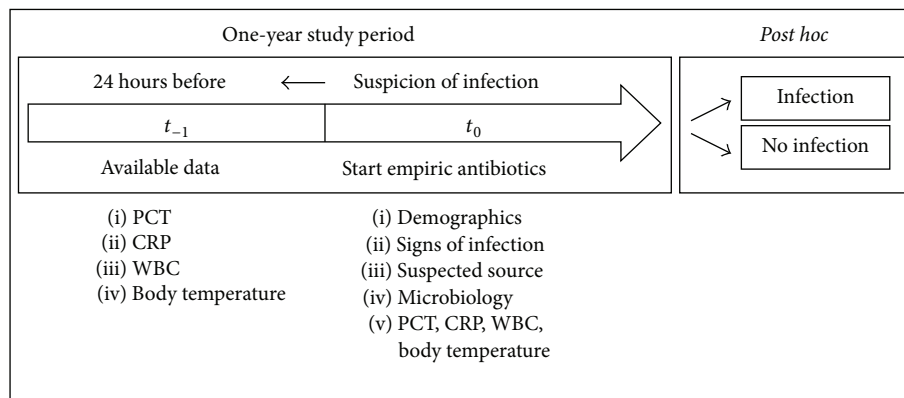 One-year study period
Post hoc
24 hours before ← Suspicion of infection
t₋₁
t₀
Available data
Start empiric antibiotics
Infection
No infection
(i) PCT
(ii) CRP
(iii) WBC
(iv) Body temperature
(i) Demographics
(ii) Signs of infection
(iii) Suspected source
(iv) Microbiology
(v) PCT, CRP, WBC,
body temperature